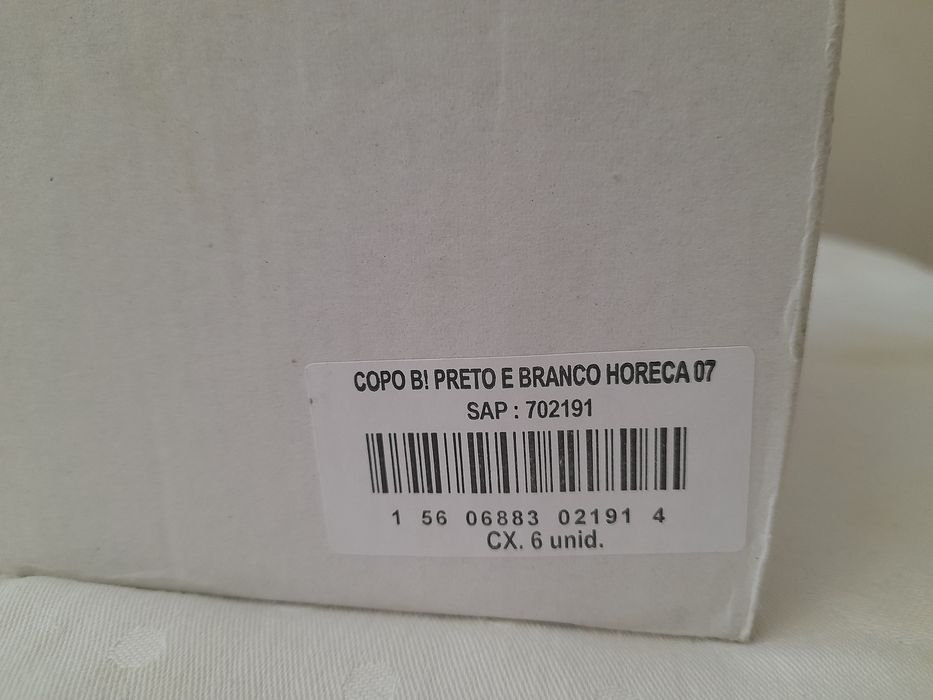 COPO B! PRETO E BRANCO HORECA 07
SAP : 702191
1 56 06883 02191 4
CX. 6 unid.